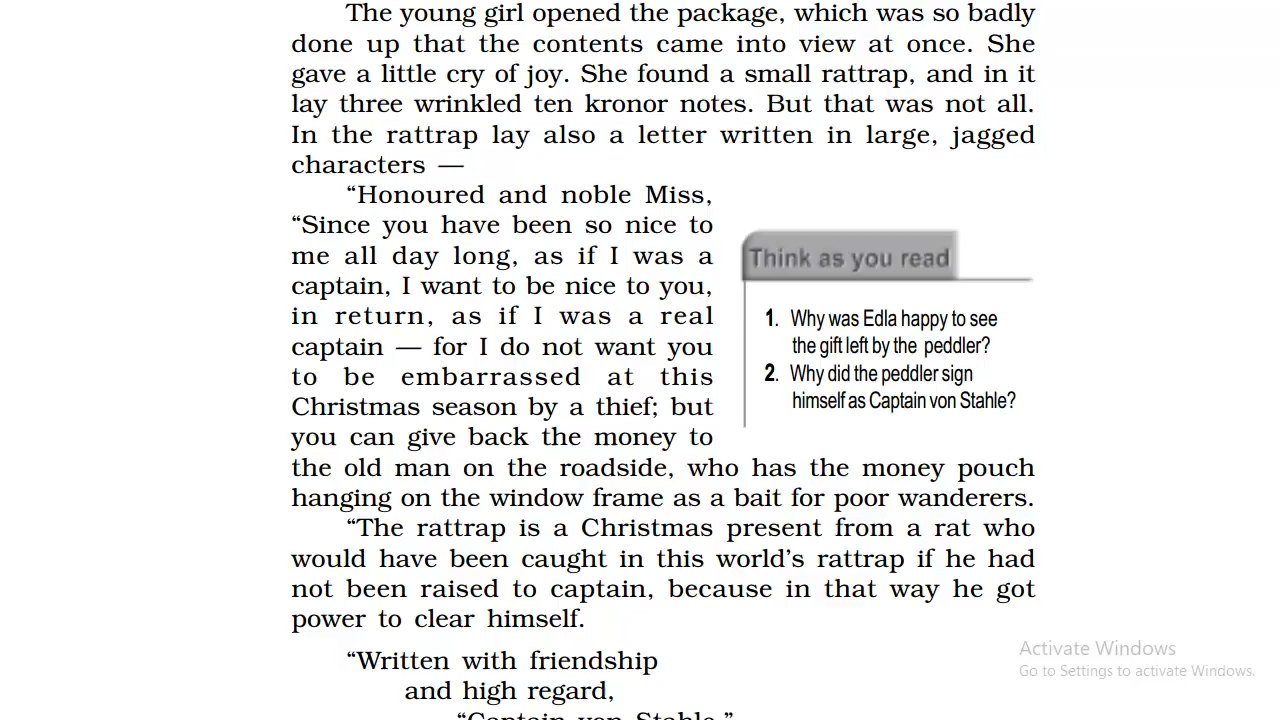 The young girl opened the package, which was so badly
done up that the contents came into view at once. She
gave a little cry of joy. She found a small rattrap, and in it
lay three wrinkled ten kronor notes. But that was not all.
In the rattrap lay also a letter written in large, jagged
characters —
“Honoured and noble Miss,
“Since you have been so nice to
me all day long, as if I was a
captain, I want to be nice to you,
in return, as if I was a real
captain — for I do not want you
to be embarrassed at this
Christmas season by a thief; but
you can give back the money to
the old man on the roadside, who has the money pouch
hanging on the window frame as a bait for poor wanderers.
“The rattrap is a Christmas present from a rat who
would have been caught in this world’s rattrap if he had
not been raised to captain, because in that way he got
power to clear himself.
“Written with friendship
and high regard,
“Captain von Stahle.”
Think as you read
1. Why was Edla happy to see
the gift left by the peddler?
2. Why did the peddler sign
himself as Captain von Stahle?
Activate Windows
Go to Settings to activate Windows.